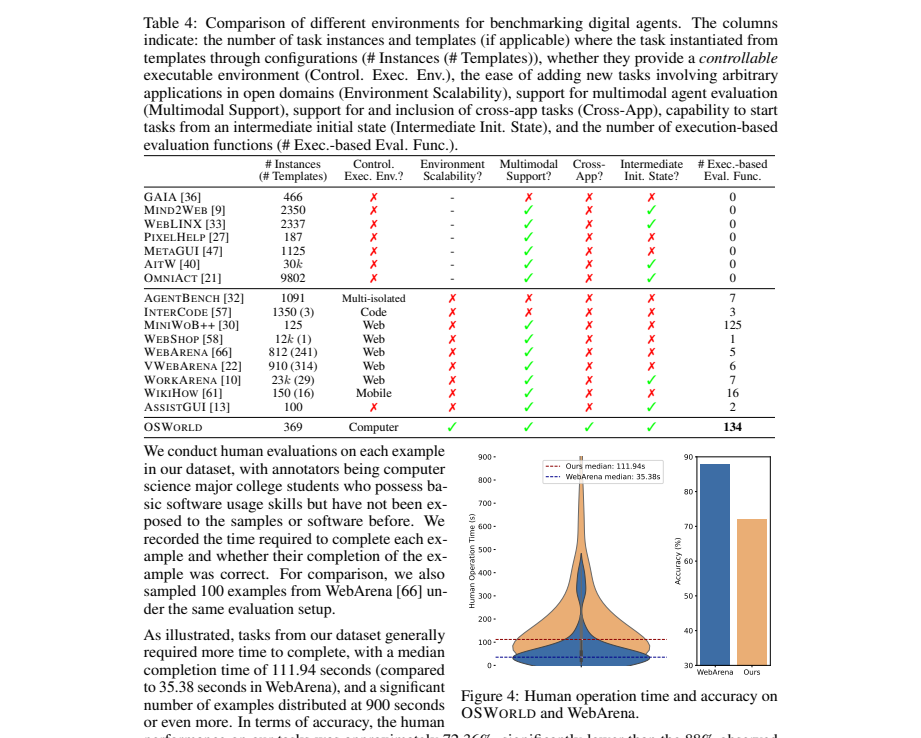 Table 4: Comparison of different environments for benchmarking digital agents. The columns
indicate: the number of task instances and templates (if applicable) where the task instantiated from
templates through configurations (# Instances (# Templates)), whether they provide a controllable
executable environment (Control. Exec. Env.), the ease of adding new tasks involving arbitrary
applications in open domains (Environment Scalability), support for multimodal agent evaluation
(Multimodal Support), support for and inclusion of cross-app tasks (Cross-App), capability to start
tasks from an intermediate initial state (Intermediate Init. State), and the number of execution-based
evaluation functions (# Exec.-based Eval. Func.).
# Instances Control. Environment Multimodal Cross- Intermediate # Exec.-based
(# Templates) Exec. Env.? Scalability? Support? App? Init. State? Eval. Func.
GAIA [36] 466 ✗ - ✗ ✗ ✗ 0
MIND2WEB [9] 2350 ✗ - ✓ ✗ ✓ 0
WEBLINX [33] 2337 ✗ - ✓ ✗ ✓ 0
PIXELHELP [27] 187 ✗ - ✓ ✗ ✗ 0
METAGUI [47] 1125 ✗ - ✓ ✗ ✗ 0
AITW [40] 30k ✗ - ✓ ✗ ✓ 0
OMNIACT [21] 9802 ✗ - ✓ ✗ ✓ 0
AGENTBENCH [32] 1091 Multi-isolated ✗ ✗ ✗ ✗ 7
INTERCODE [57] 1350 (3) Code ✗ ✗ ✗ ✗ 3
MINIWOB++ [30] 125 Web ✗ ✓ ✗ ✗ 125
WEBSHOP [58] 12k (1) Web ✗ ✓ ✗ ✗ 1
WEBARENA [66] 812 (241) Web ✗ ✓ ✗ ✗ 5
VWEBARENA [22] 910 (314) Web ✗ ✓ ✗ ✗ 6
WORKARENA [10] 23k (29) Web ✗ ✓ ✗ ✓ 7
WIKIHOW [61] 150 (16) Mobile ✗ ✓ ✗ ✗ 16
ASSISTGUI [13] 100 ✗ ✗ ✓ ✗ ✓ 2
OSWORLD 369 Computer ✓ ✓ ✓ ✓ 134
We conduct human evaluations on each example
in our dataset, with annotators being computer
science major college students who possess ba-
sic software usage skills but have not been ex-
posed to the samples or software before. We
recorded the time required to complete each ex-
ample and whether their completion of the ex-
ample was correct. For comparison, we also
sampled 100 examples from WebArena [66] un-
der the same evaluation setup.
As illustrated, tasks from our dataset generally
required more time to complete, with a median
completion time of 111.94 seconds (compared
to 35.38 seconds in WebArena), and a significant
number of examples distributed at 900 seconds
or even more. In terms of accuracy, the human
performance on our tasks was approximately 72.36%, significantly lower than the 88% observed
Human Operation Time (s)
900
800
700
600
500
400
300
200
100
0
Ours median: 111.94s
WebArena median: 35.38s
Accuracy (%)
90
80
70
60
50
40
30
WebArena Ours
Figure 4: Human operation time and accuracy on
OSWORLD and WebArena.